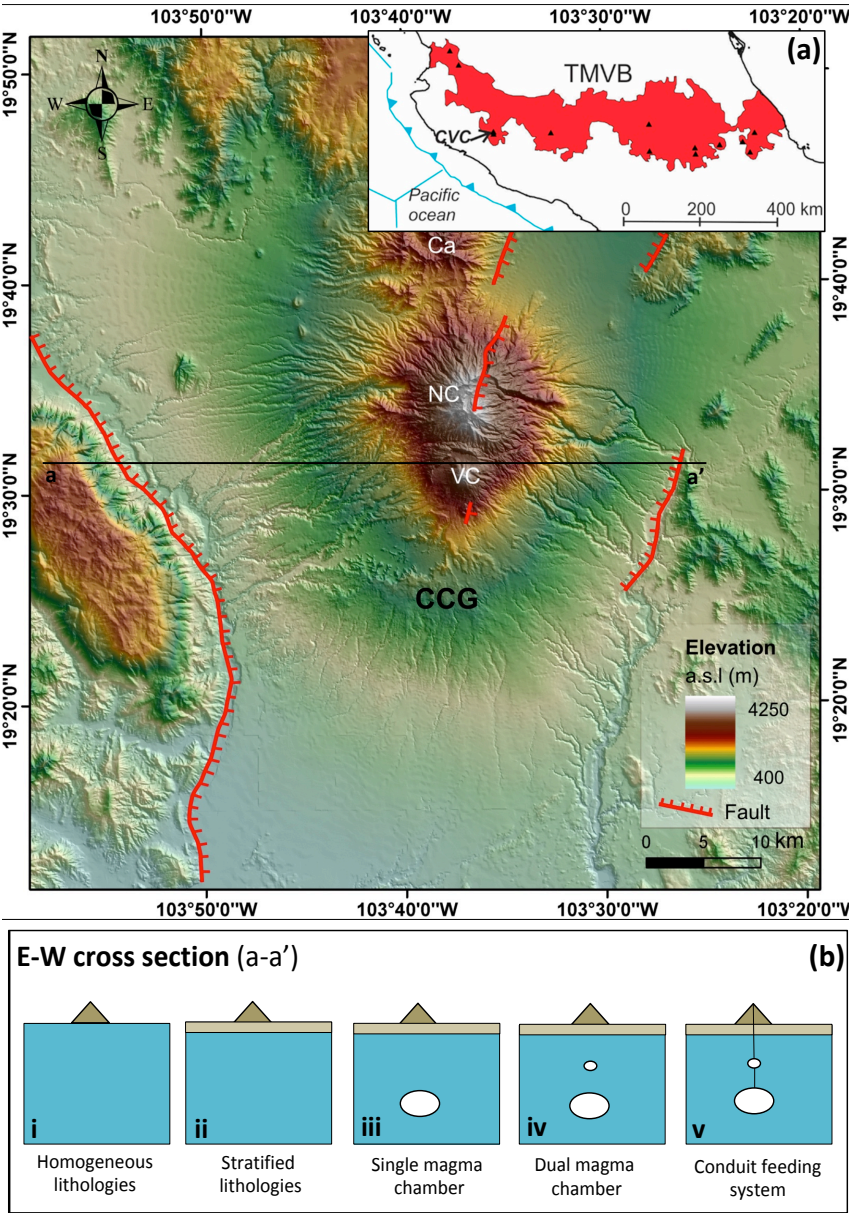 103°50'0"W 103°40'0"W 103°30'0"W 103°20'0"W
19°50'0"N
19°40'0"N
19°30'0"N
19°20'0"N
N
W E
S
(a)
TMVB
CVC
Pacific
ocean
0 200 400 km
Ca
NC
VC
a a'
CCG
19°40'0"N
19°30'0"N
19°20'0"N
Elevation
a.s.l (m)
4250
400
Fault
0 5 10 km
103°50'0"W 103°40'0"W 103°30'0"W 103°20'0"W
E-W cross section (a-a’) (b)
i ii iii iv v
Homogeneous
lithologies
Stratified
lithologies
Single magma
chamber
Dual magma
chamber
Conduit feeding
system